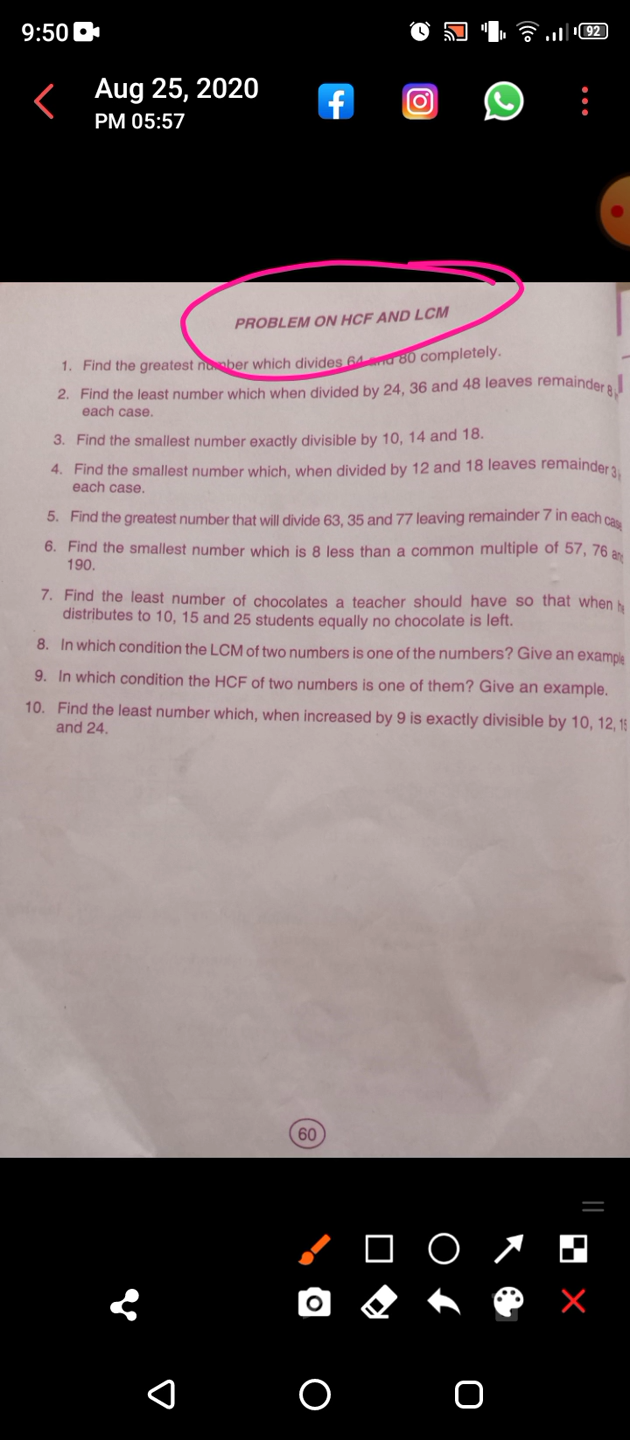 9:50
92
Aug 25, 2020
PM 05:57
PROBLEM ON HCF AND LCM
1. Find the greatest number which divides 64 and 80 completely.
2. Find the least number which when divided by 24, 36 and 48 leaves remainder 8
each case.
3. Find the smallest number exactly divisible by 10, 14 and 18.
4. Find the smallest number which, when divided by 12 and 18 leaves remainder 3
each case.
5. Find the greatest number that will divide 63, 35 and 77 leaving remainder 7 in each
6. Find the smallest number which is 8 less than a common multiple of 57, 76
190.
7. Find the least number of chocolates a teacher should have so that when
distributes to 10, 15 and 25 students equally no chocolate is left.
8. In which condition the LCM of two numbers is one of the numbers? Give an
9. In which condition the HCF of two numbers is one of them? Give an example.
10. Find the least number which, when increased by 9 is exactly divisible by 10, 12,
and 24.
60